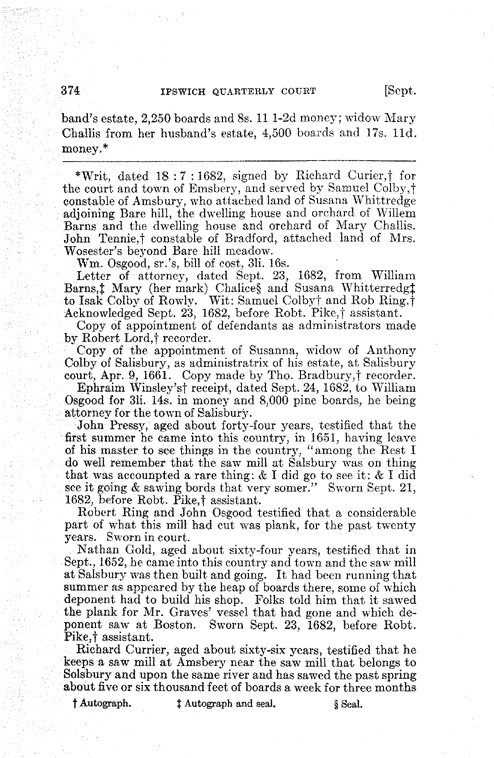 374 IPSWICH QUARTERLY COURT [Sept.
band's estate, 2,250 boards and 8s. 11 1-2d money; widow Mary
Challis from her husband's estate, 4,500 boards and 17s. 11d.
money.*
*Writ, dated 18 : 7 : 1682, signed by Richard Curier,† for
the court and town of Emsbery, and served by Samuel Colby,†
constable of Amsbury, who attached land of Susana Whittredge
adjoining Bare hill, the dwelling house and orchard of Willem
Barns and the dwelling house and orchard of Mary Challis.
John Tennie,† constable of Bradford, attached land of Mrs.
Wosester's beyond Bare hill meadow.
Wm. Osgood, sr.'s, bill of cost, 3li. 16s.
Letter of attorney, dated Sept. 23, 1682, from William
Barns,‡ Mary (her mark) Chalice§ and Susana Whitterredg‡
to Isak Colby of Rowly. Wit: Samuel Colby† and Rob Ring.†
Acknowledged Sept. 23, 1682, before Robt. Pike,† assistant.
Copy of appointment of defendants as administrators made
by Robert Lord,† recorder.
Copy of the appointment of Susanna, widow of Anthony
Colby of Salisbury, as administratrix of his estate, at Salisbury
court, Apr. 9, 1661. Copy made by Tho. Bradbury,† recorder.
Ephraim Winsley's† receipt, dated Sept. 24, 1682, to William
Osgood for 3li. 14s. in money and 8,000 pine boards, he being
attorney for the town of Salisbury.
John Pressy, aged about forty-four years, testified that the
first summer he came into this country, in 1651, having leave
of his master to see things in the country, "among the Rest I
do well remember that the saw mill at Salsbury was on thing
that was accounpted a rare thing: & I did go to see it: & I did
see it going & sawing bords that very somer." Sworn Sept. 21,
1682, before Robt. Pike,† assistant.
Robert Ring and John Osgood testified that a considerable
part of what this mill had cut was plank, for the past twenty
years. Sworn in court.
Nathan Gold, aged about sixty-four years, testified that in
Sept., 1652, he came into this country and town and the saw mill
at Salsbury was then built and going. It had been running that
summer as appeared by the heap of boards there, some of which
deponent had to build his shop. Folks told him that it sawed
the plank for Mr. Graves' vessel that had gone and which de-
ponent saw at Boston. Sworn Sept. 23, 1682, before Robt.
Pike,† assistant.
Richard Currier, aged about sixty-six years, testified that he
keeps a saw mill at Amsbery near the saw mill that belongs to
Solsbury and upon the same river and has sawed the past spring
about five or six thousand feet of boards a week for three months
† Autograph. ‡ Autograph and seal. § Seal.